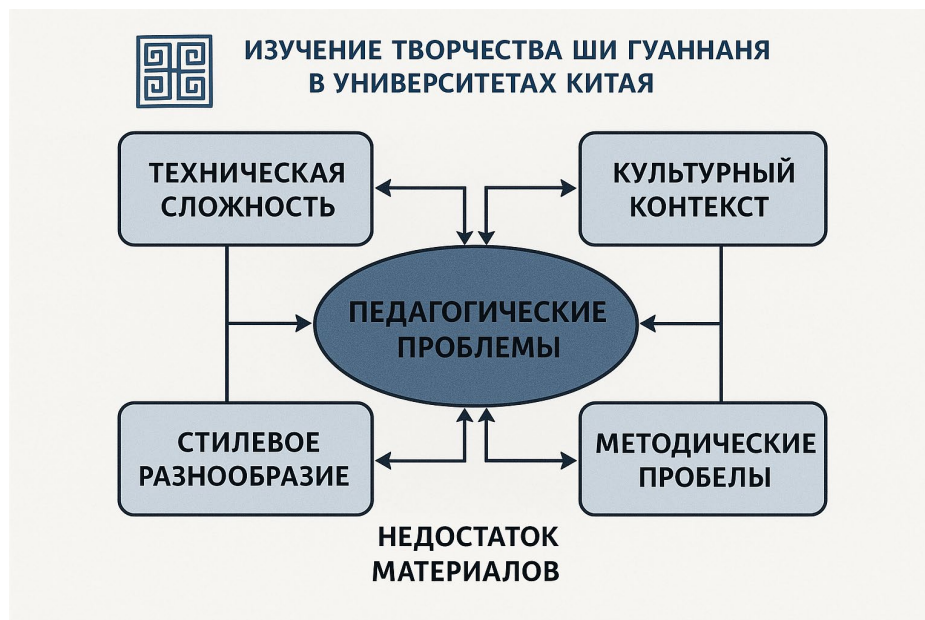 ИЗУЧЕНИЕ ТВОРЧЕСТВА ШИ ГУАННАНЯ
В УНИВЕРСИТЕТАХ КИТАЯ
ТЕХНИЧЕСКАЯ
СЛОЖНОСТЬ
КУЛЬТУРНЫЙ
КОНТЕКСТ
ПЕДАГОГИЧЕСКИЕ
ПРОБЛЕМЫ
СТИЛЕВОЕ
РАЗНООБРАЗИЕ
МЕТОДИЧЕСКИЕ
ПРОБЕЛЫ
НЕДОСТАТОК
МАТЕРИАЛОВ